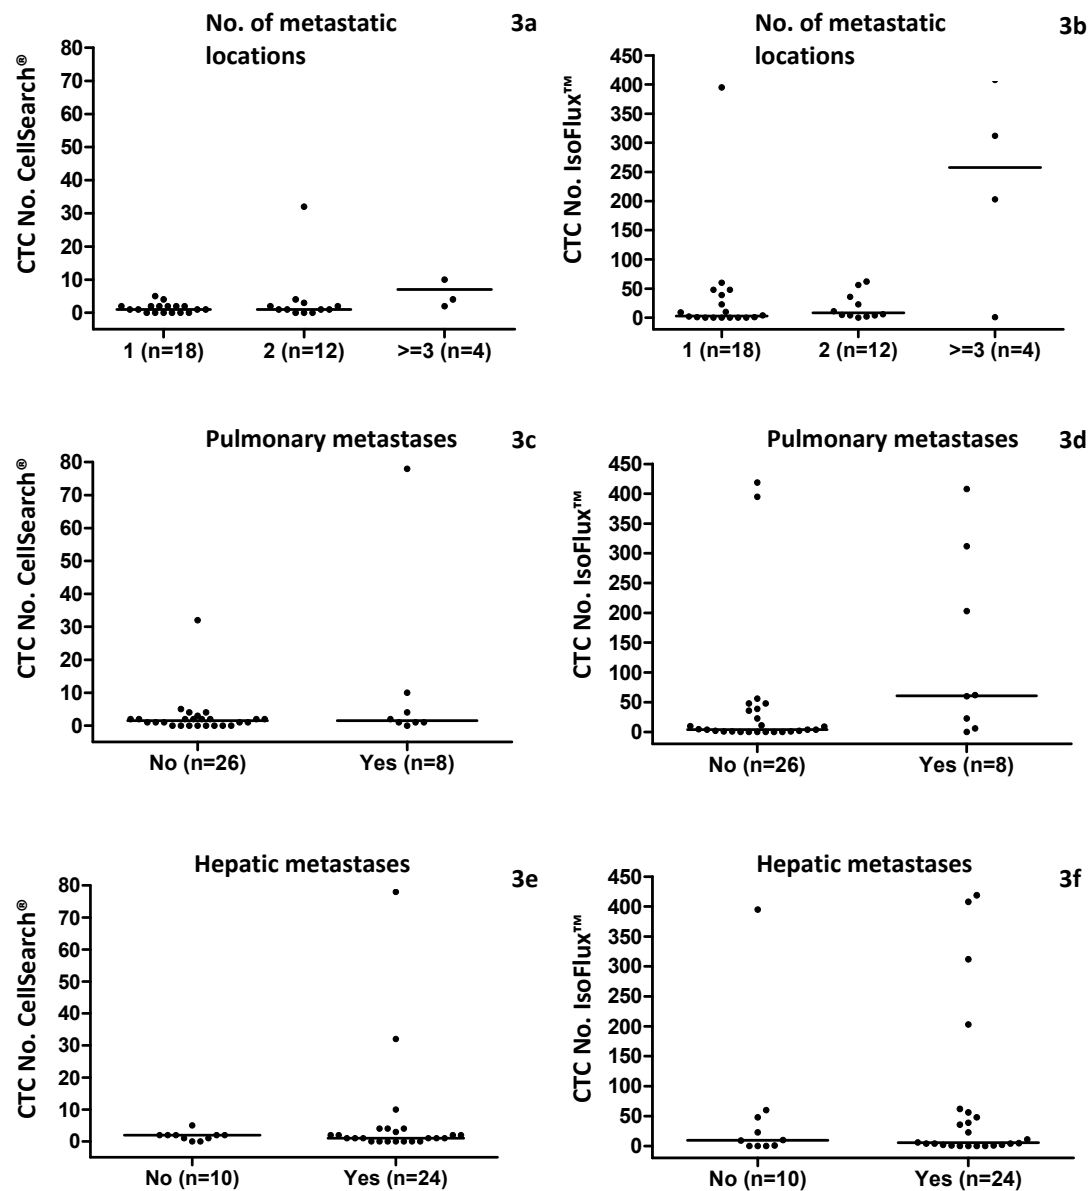 No. of metastatic
locations
3a
CTC No. CellSearch®
80
70
60
50
40
30
20
10
0
1 (n=18)
2 (n=12)
>=3 (n=4)
No. of metastatic
locations
3b
CTC No. IsoFlux™
450
400
350
300
250
200
150
100
50
0
1 (n=18)
2 (n=12)
>=3 (n=4)
Pulmonary metastases
3c
CTC No. CellSearch®
80
70
60
50
40
30
20
10
0
No (n=26)
Yes (n=8)
Pulmonary metastases
3d
CTC No. IsoFlux™
450
400
350
300
250
200
150
100
50
0
No (n=26)
Yes (n=8)
Hepatic metastases
3e
CTC No. CellSearch®
80
70
60
50
40
30
20
10
0
No (n=10)
Yes (n=24)
Hepatic metastases
3f
CTC No. IsoFlux™
450
400
350
300
250
200
150
100
50
0
No (n=10)
Yes (n=24)